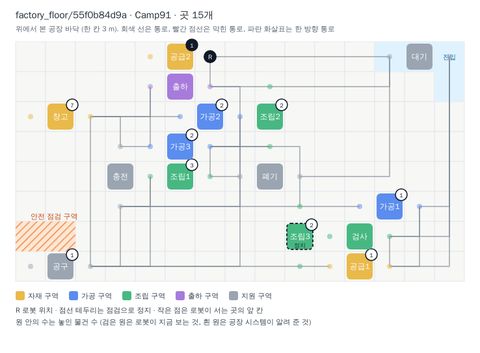 factory_floor/55f0b84d9a · Camp91 · 곳 15개
위에서 본 공장 바닥 (한 칸 3 m). 회색 선은 통로, 빨간 점선은 막힌 통로, 파란 화살표는 한 방향 통로
공급2 1 R 대기 진입
출하
창고 7 가공2 2 조립2 2
가공3 2
충전 조립1 3 폐기
가공1 1
안전 점검 구역
조립3 2 검사
정지
공구 1 공급1 1
자재 구역 가공 구역 조립 구역 출하 구역 지원 구역
R 로봇 위치 · 점선 테두리는 점검으로 정지 · 작은 점은 로봇이 서는 곳의 앞 칸
원 안의 수는 놓인 물건 수 (검은 원은 로봇이 지금 보는 것, 흰 원은 공장 시스템이 알려 준 것)